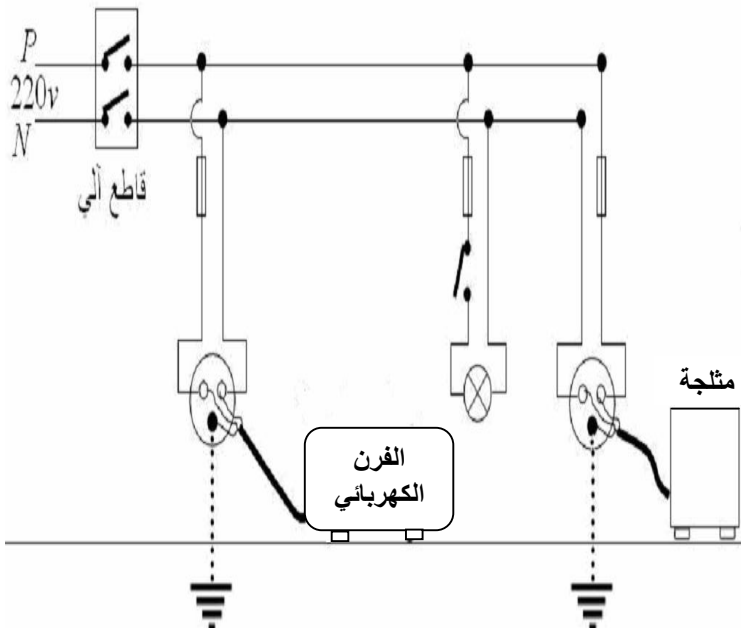 P
220v
N
قاطع آلي
مثلجة
الفرن
الكهربائي